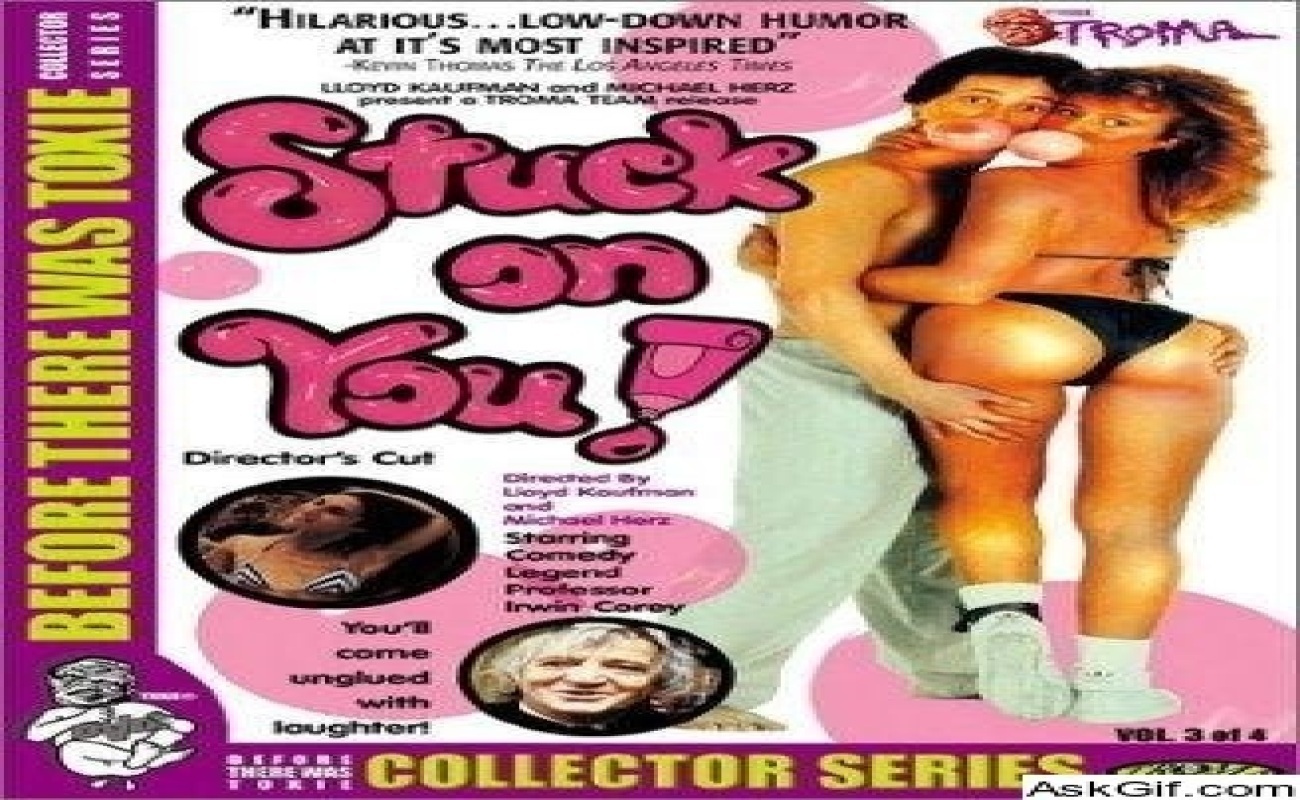 "HILARIOUS...LOW-DOWN HUMOR
AT IT'S MOST INSPIRED"
-KEVIN THOMAS THE LOS ANGELES TIMES
LLOYD KAUFMAN and MICHAEL HERZ
present a TROMA TEAM release
TROMA
Stuck
on
You!
Director's Cut
Directed By
Lloyd Kaufman
and
Michael Herz
Starring
Comedy
Legend
Professor
Irwin Corey
You'll
come
unglued
with
laughter!
VOL 3 of 4
BEFORE THERE WAS TOXIE
COLLECTOR
SERIES
BEFORE
THERE WAS
TOXIE
COLLECTOR SERIES
AskGif.com